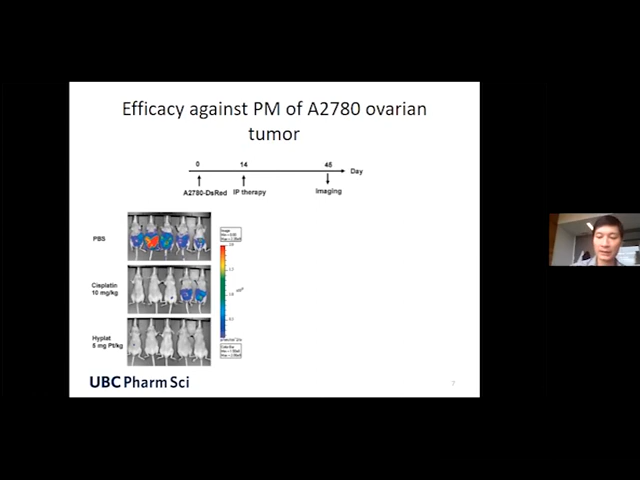 Efficacy against PM of A2780 ovarian
tumor
0 14 46 Day
A2780-DsRed IP therapy Imaging
PBS
Cisplatin
10 mg/kg
Hyplat
5 mg Pt/kg
UBC Pharm Sci
7